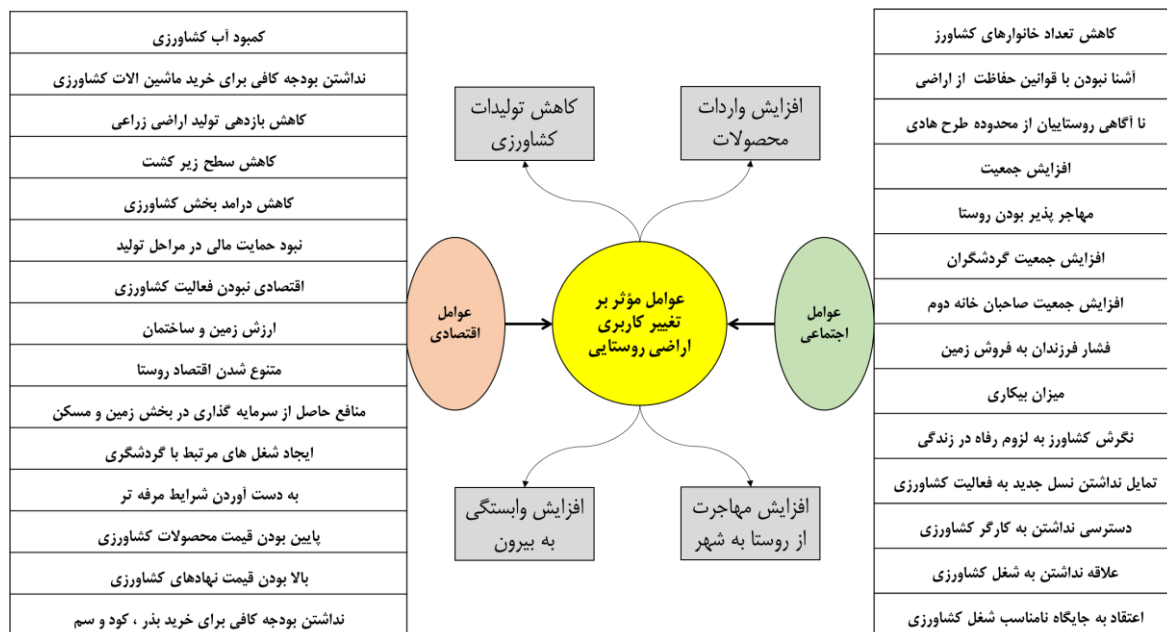 کاهش تعداد خانوارهای کشاورز
آشنا نبودن با قوانین حفاظت از اراضی
نا آگاهی روستاییان از محدوده طرح هادی
افزایش جمعیت
مهاجر پذیر بودن روستا
افزایش جمعیت گردشگران
افزایش جمعیت صاحبان خانه دوم
فشار فرزندان به فروش زمین
میزان بیکاری
نگرش کشاورز به لزوم رفاه در زندگی
تمایل نداشتن نسل جدید به فعالیت کشاورزی
دسترسی نداشتن به کارگر کشاورزی
علاقه نداشتن به شغل کشاورزی
اعتقاد به جایگاه نامناسب شغل کشاورزی
عوامل
اجتماعی
افزایش واردات
محصولات
کاهش تولیدات
کشاورزی
عوامل مؤثر بر
تغییر کاربری
اراضی روستایی
افزایش مهاجرت
از روستا به شهر
افزایش وابستگی
به بیرون
عوامل
اقتصادی
کمبود آب کشاورزی
نداشتن بودجه کافی برای خرید ماشین الات کشاورزی
کاهش بازدهی تولید اراضی زراعی
کاهش سطح زیر کشت
کاهش درامد بخش کشاورزی
نبود حمایت مالی در مراحل تولید
اقتصادی نبودن فعالیت کشاورزی
ارزش زمین و ساختمان
متنوع شدن اقتصاد روستا
منافع حاصل از سرمایه گذاری در بخش زمین و مسکن
ایجاد شغل های مرتبط با گردشگری
به دست آوردن شرایط مرفه تر
پایین بودن قیمت محصولات کشاورزی
بالا بودن قیمت نهادهای کشاورزی
نداشتن بودجه کافی برای خرید بذر ، کود و سم